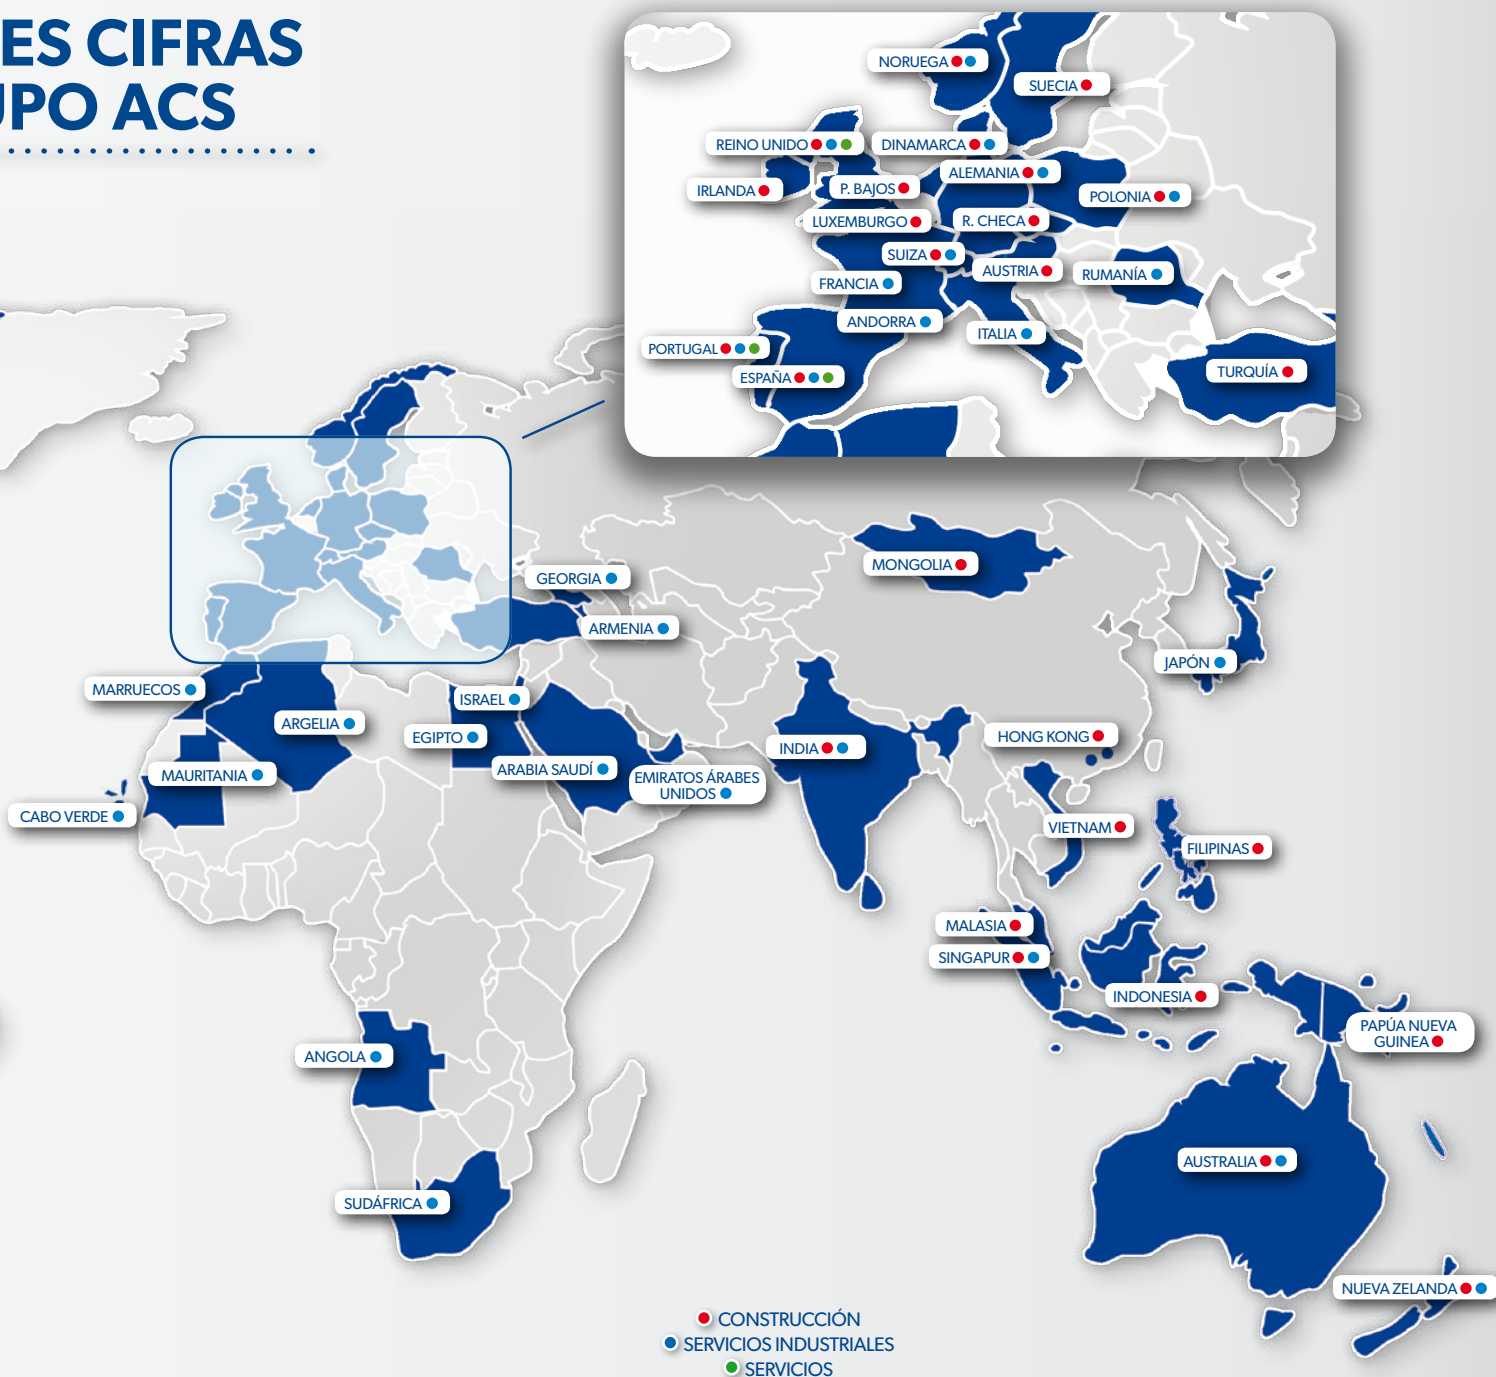 ES CIFRAS
UPO ACS
NORUEGA
SUECIA
REINO UNIDO
DINAMARCA
ALEMANIA
IRLANDA
P. BAJOS
POLONIA
LUXEMBURGO
R. CHECA
SUIZA
AUSTRIA
RUMANÍA
FRANCIA
ANDORRA
ITALIA
PORTUGAL
TURQUÍA
ESPAÑA
MONGOLIA
GEORGIA
ARMENIA
JAPÓN
MARRUECOS
ISRAEL
ARGELIA
EGIPTO
HONG KONG
INDIA
ARABIA SAUDÍ
MAURITANIA
EMIRATOS ÁRABES
UNIDOS
CABO VERDE
VIETNAM
FILIPINAS
MALASIA
SINGAPUR
INDONESIA
PAPÚA NUEVA
GUINEA
ANGOLA
AUSTRALIA
SUDÁFRICA
NUEVA ZELANDA
CONSTRUCCIÓN
SERVICIOS INDUSTRIALES
SERVICIOS